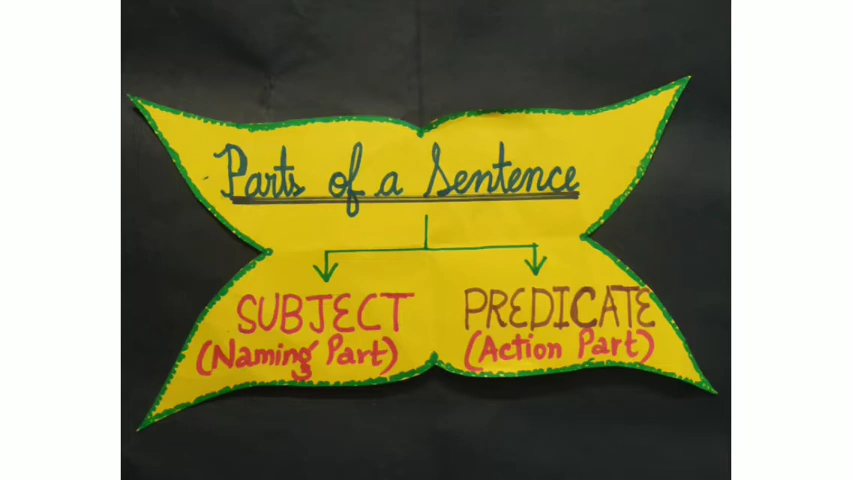 Parts of a Sentence
SUBJECT PREDICATE
(Naming Part) (Action Part)